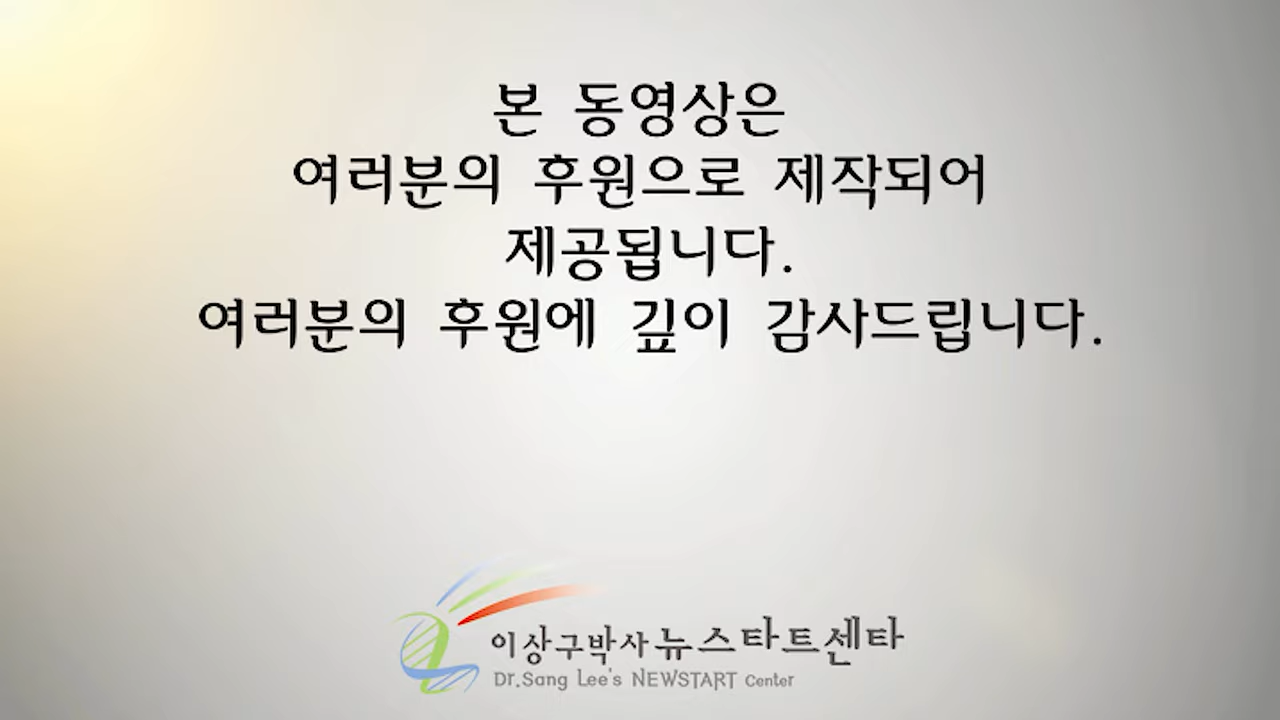 본 동영상은
여러분의 후원으로 제작되어
제공됩니다.
여러분의 후원에 깊이 감사드립니다.
이상구박사 뉴스타트센타
Dr.Sang Lee's NEWSTART Center